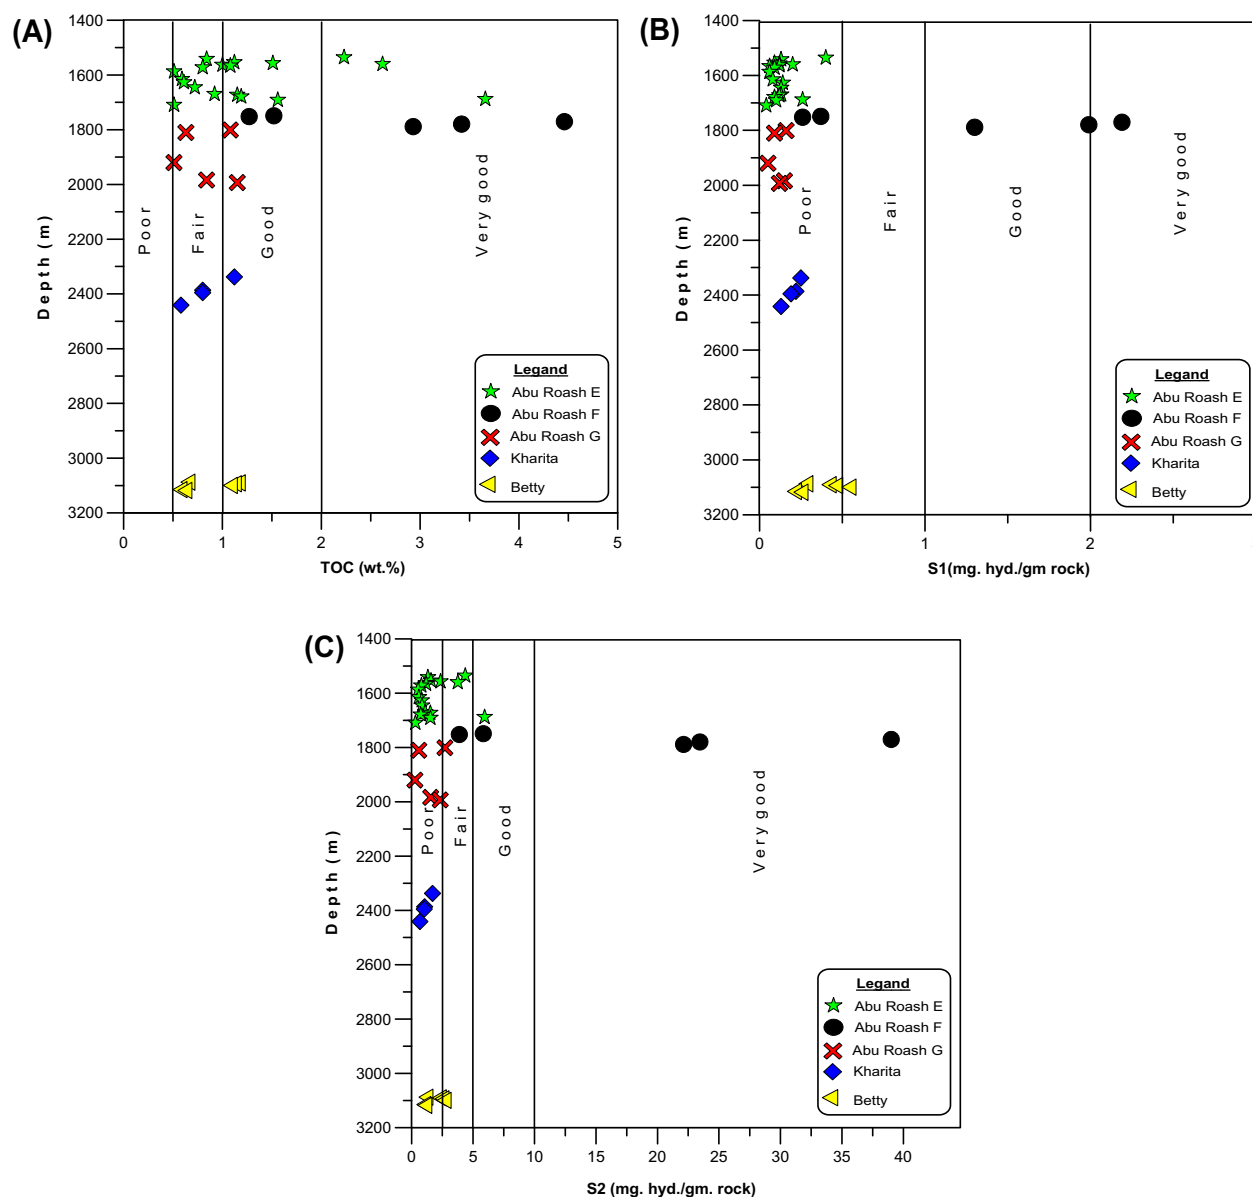 (A)
1400
1600
1800
2000
2200
2400
2600
2800
3000
3200
Depth (m)
Poor
Fair
Good
Very good
Legand
Abu Roash E
Abu Roash F
Abu Roash G
Kharita
Betty
0 1 2 3 4 5
TOC (wt.%)
(B)
1400
1600
1800
2000
2200
2400
2600
2800
3000
3200
Depth (m)
Poor
Fair
Good
Very good
Legand
Abu Roash E
Abu Roash F
Abu Roash G
Kharita
Betty
0 1 2
S1(mg. hyd./gm rock)
(C)
1400
1600
1800
2000
2200
2400
2600
2800
3000
3200
Depth (m)
Poor
Fair
Good
Very good
Legand
Abu Roash E
Abu Roash F
Abu Roash G
Kharita
Betty
0 5 10 15 20 25 30 35 40
S2 (mg. hyd./gm. rock)